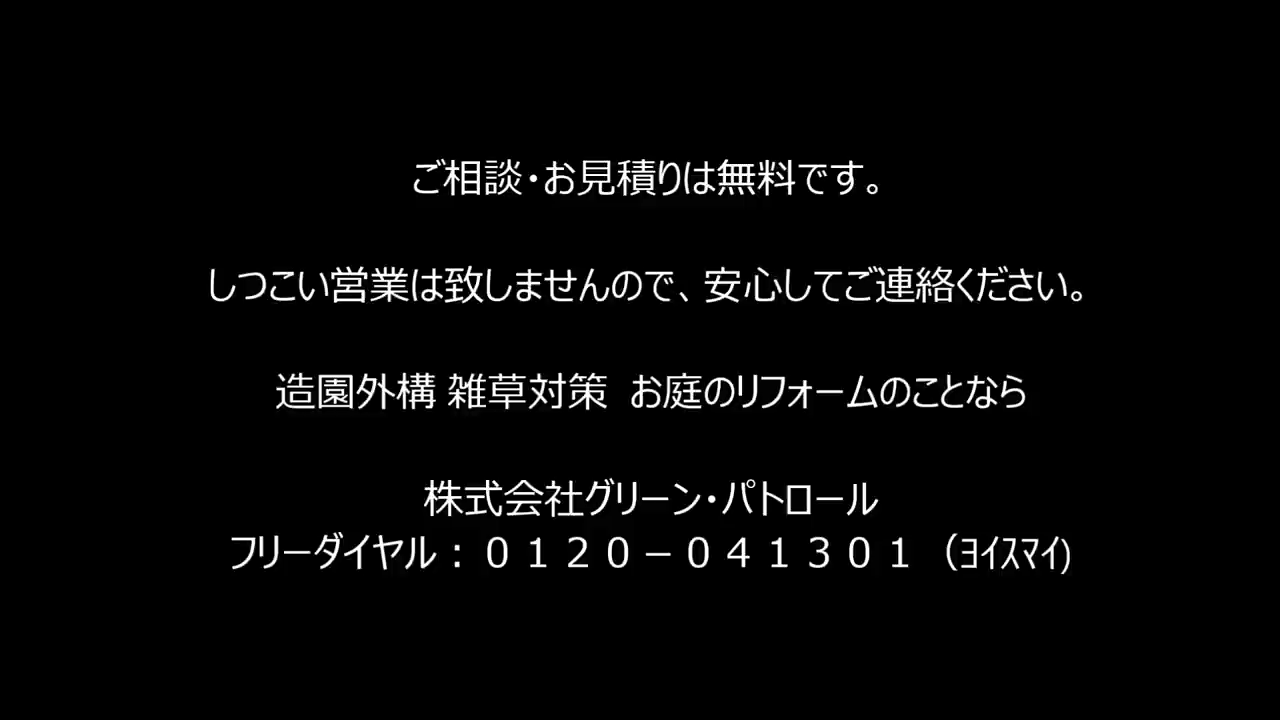 ご相談・お見積りは無料です。
しつこい営業は致しませんので、安心してご連絡ください。
造園外構 雑草対策 お庭のリフォームのことなら
株式会社グリーン・パトロール
フリーダイヤル：０１２０－０４１３０１（ﾖｲｽﾏｲ)